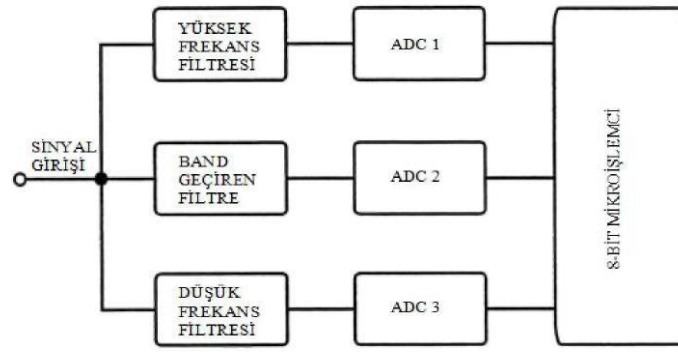 YÜKSEK
FREKANS
FİLTRESİ
ADC 1
SİNYAL
GİRİŞİ
BAND
GEÇİREN
FİLTRE
ADC 2
8-BİT MİKROİŞLEMCİ
DÜŞÜK
FREKANS
FİLTRESİ
ADC 3